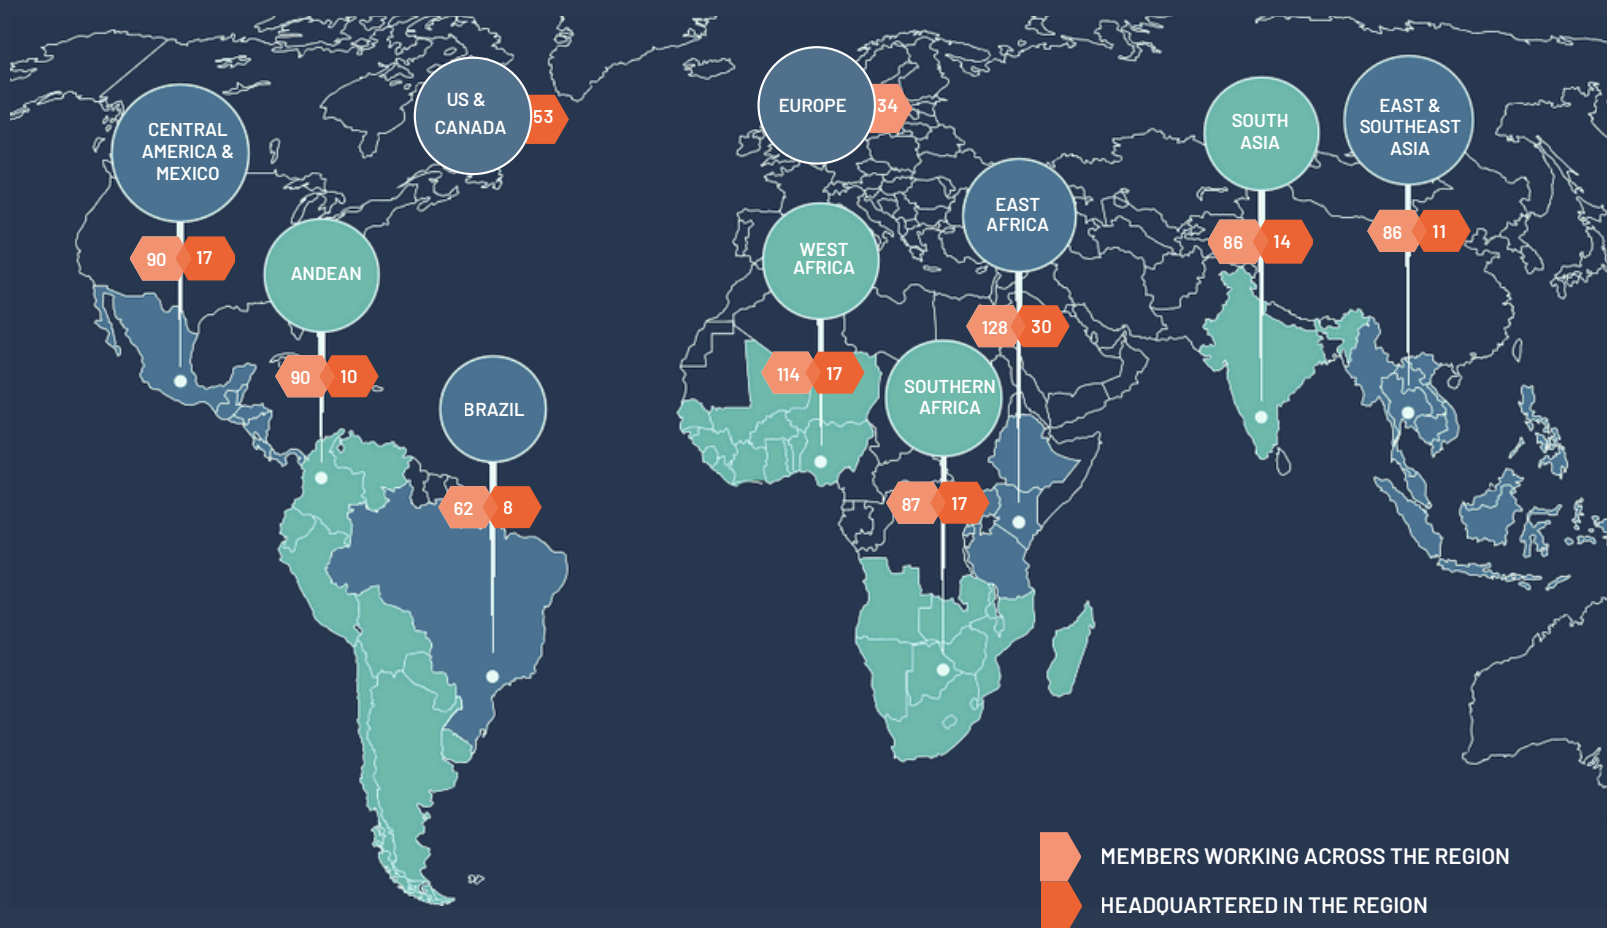 CENTRAL
AMERICA &
MEXICO
90 17
US &
CANADA
53
ANDEAN
90 10
BRAZIL
62 8
EUROPE
34
WEST
AFRICA
114 17
EAST
AFRICA
128 30
SOUTHERN
AFRICA
87 17
SOUTH
ASIA
86 14
EAST &
SOUTHEAST
ASIA
86 11
MEMBERS WORKING ACROSS THE REGION
HEADQUARTERED IN THE REGION